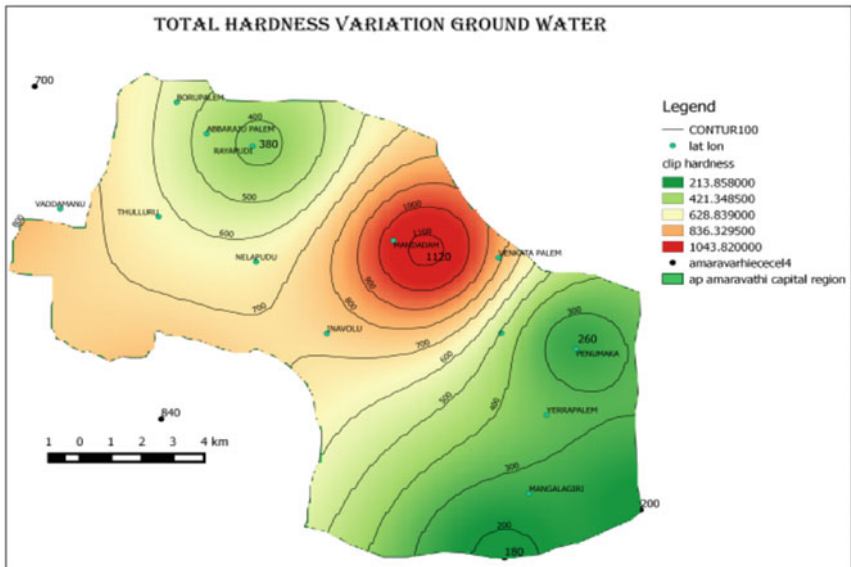 TOTAL HARDNESS VARIATION GROUND WATER
700
BORUPALEM
400
ABBARAJU PALEM
380
RAYAPUDI
500
VADDAMANU
THULLURU
600
800
1000
1100
MANDADAM
1120
VENKATA PALEM
NELAPUDU
900
800
700
INAVOLU
700
600
500
400
300
260
PENUMAKA
YERRAPALEM
840
300
MANGALAGIRI
200
200
180
1 0 1 2 3 4 km
Legend
CONTUR100
lat lon
clip hardness
213.858000
421.348500
628.839000
836.329500
1043.820000
amaravarhiececel4
ap amaravathi capital region